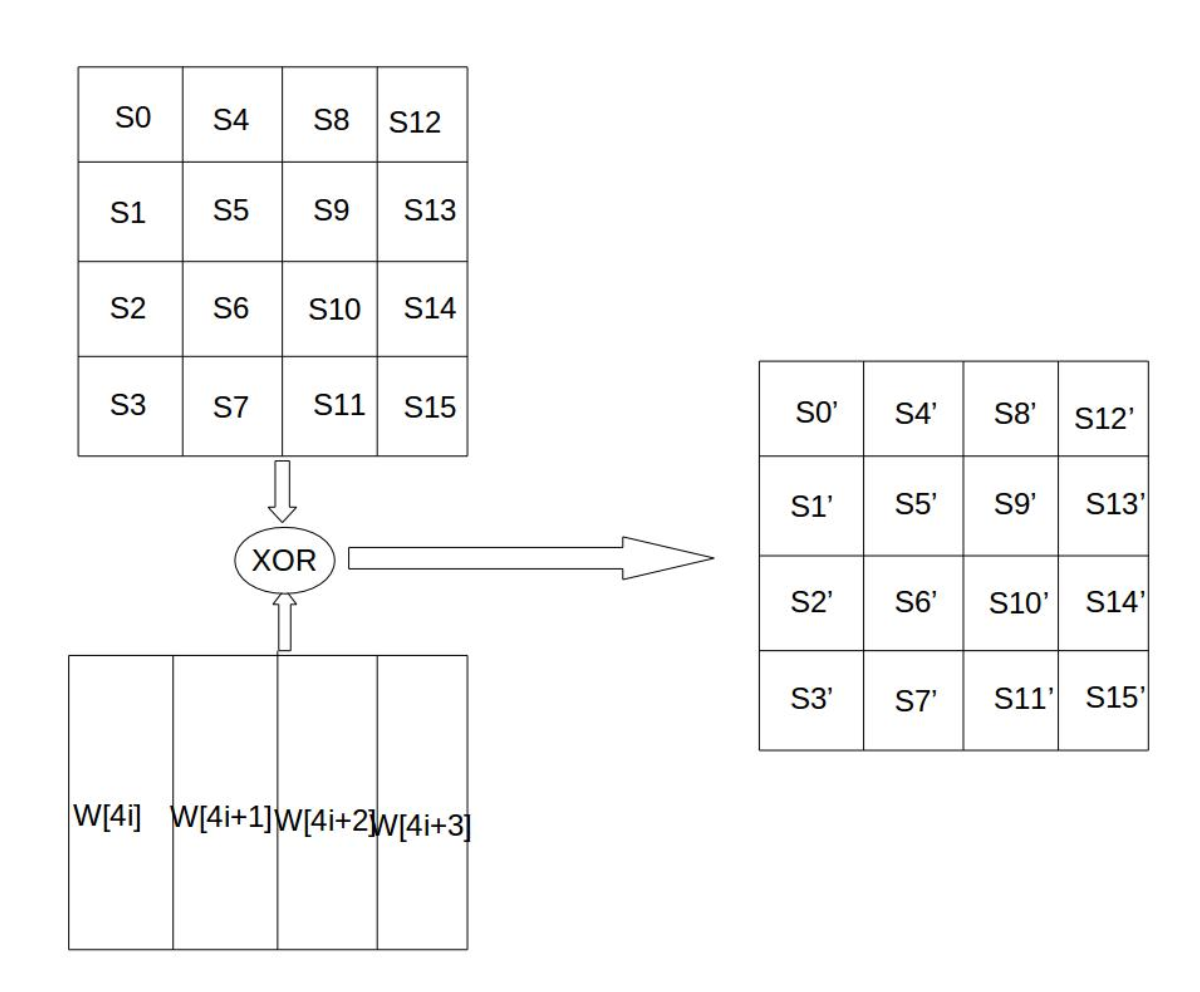 S0 S4 S8 S12
S1 S5 S9 S13
S2 S6 S10 S14
S3 S7 S11 S15
XOR
W[4i] W[4i+1] W[4i+2] W[4i+3]
S0’ S4’ S8’ S12’
S1’ S5’ S9’ S13’
S2’ S6’ S10’ S14’
S3’ S7’ S11’ S15’